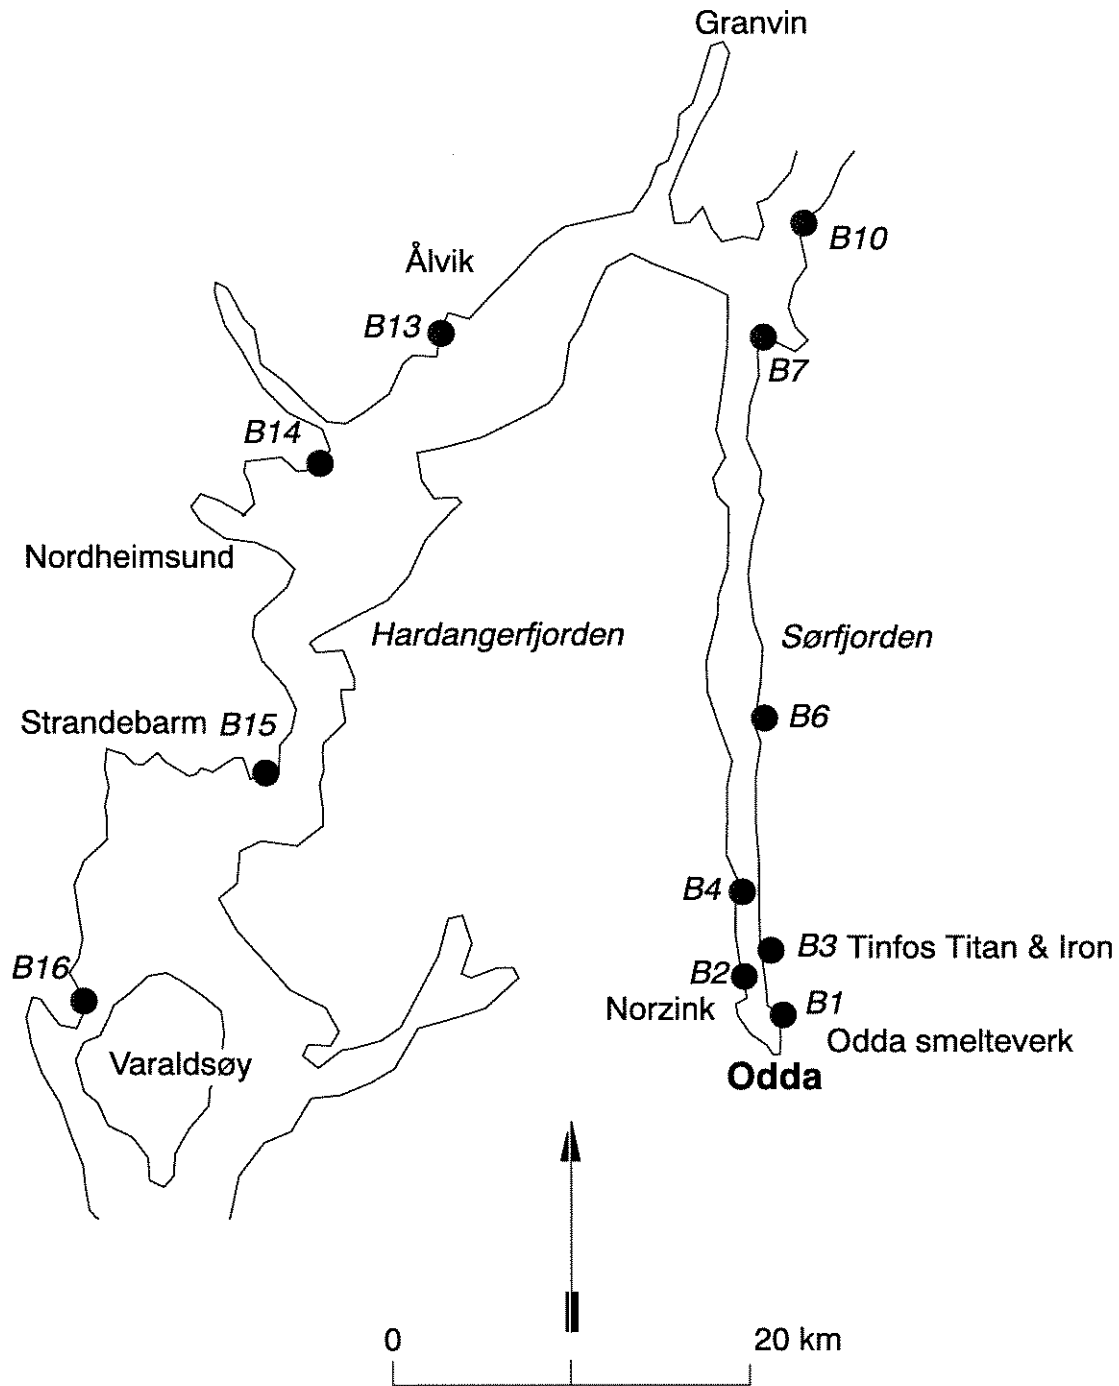 Granvin
B10
Ålvik
B13
B7
B14
Nordheimsund
Hardangerfjorden
Sørfjorden
Strandebarm B15
B6
B4
B3 Tinfos Titan & Iron
B16
B2
Norzink
B1
Odda smelteverk
Varaldsøy
Odda
0
20 km